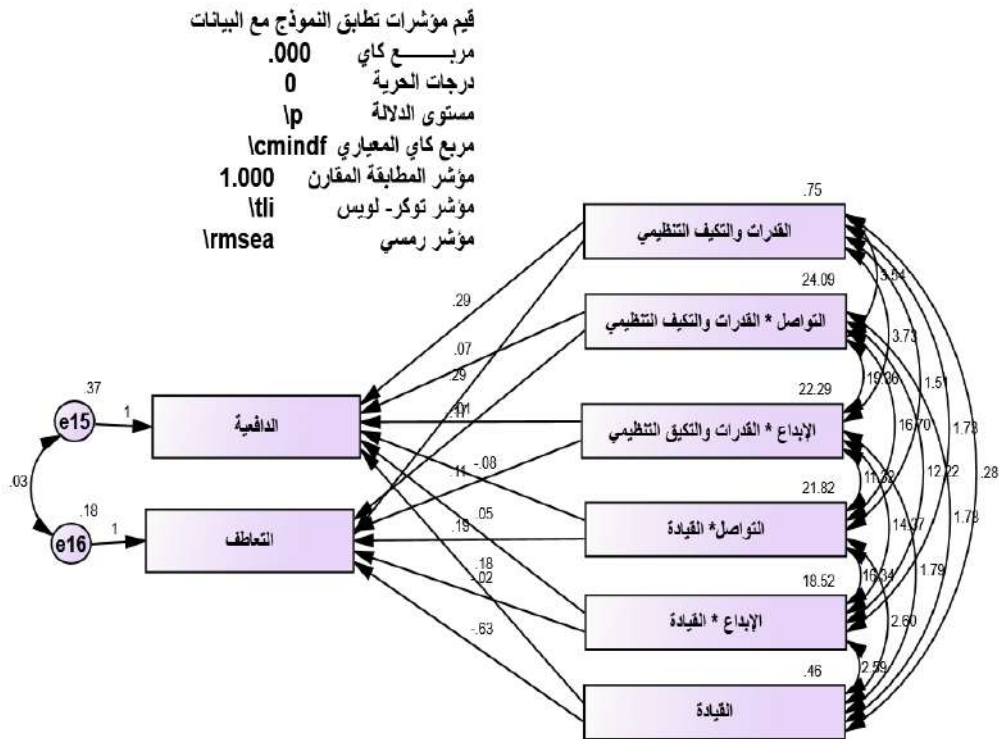 قيم مؤشرات تطابق النموذج مع البيانات
مربـــــــع كاي .000
درجات الحرية 0
مستوى الدلالة \p
مربع كاي المعياري \cmindf
مؤشر المطابقة المقارن 1.000
مؤشر توكر- لويس \tli
مؤشر رمسي \rmsea
.75
القدرات والتكيف التنظيمي
3.54
24.09
التواصل * القدرات والتكيف التنظيمي
.29
3.73
.07
19.36
1.51
.29
22.29
.37
الإبداع * القدرات والتكيق التنظيمي
16.70
1.73
e15
1
الدافعية
.28
-.08
11.32
12.22
.11
21.82
.03
.05
التواصل* القيادة
14.37
1.78
.18
.19
e16
1
التعاطف
.18
-.02
18.52
16.34
1.79
الإبداع * القيادة
2.60
-.63
2.59
.46
القيادة